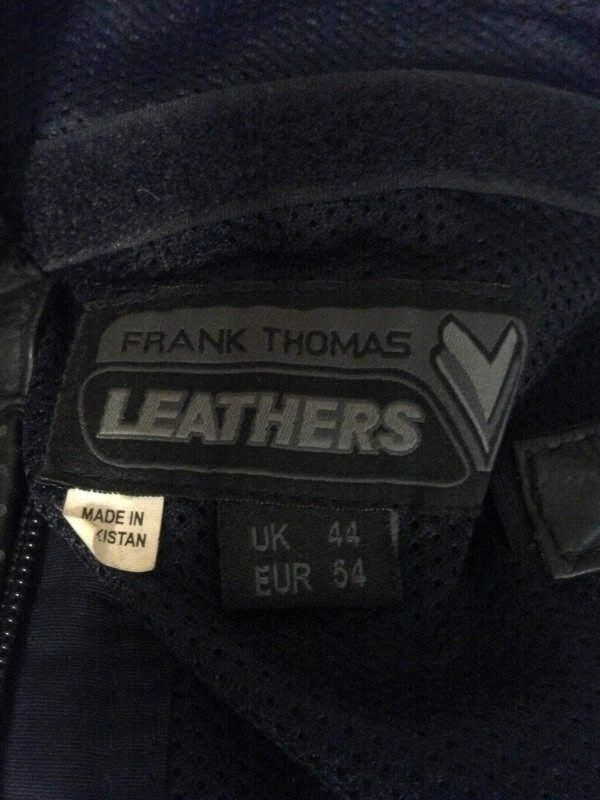 FRANK THOMAS
LEATHERS
MADE IN
KISTAN
UK 44
EUR 54